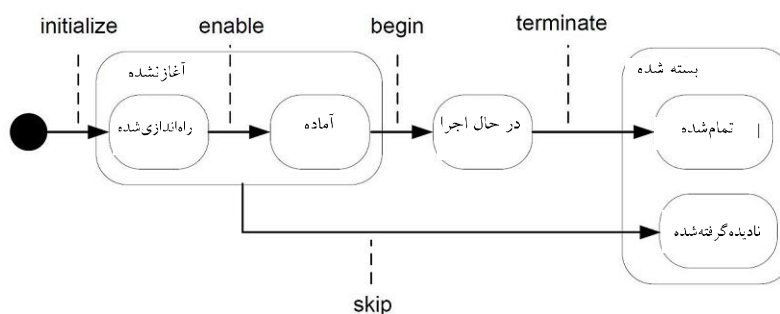 initialize
enable
begin
terminate
آغازنشده
بسته شده
راه‌اندازی‌شده
آماده
در حال اجرا
تمام‌شده
نادیده‌گرفته‌شده
skip